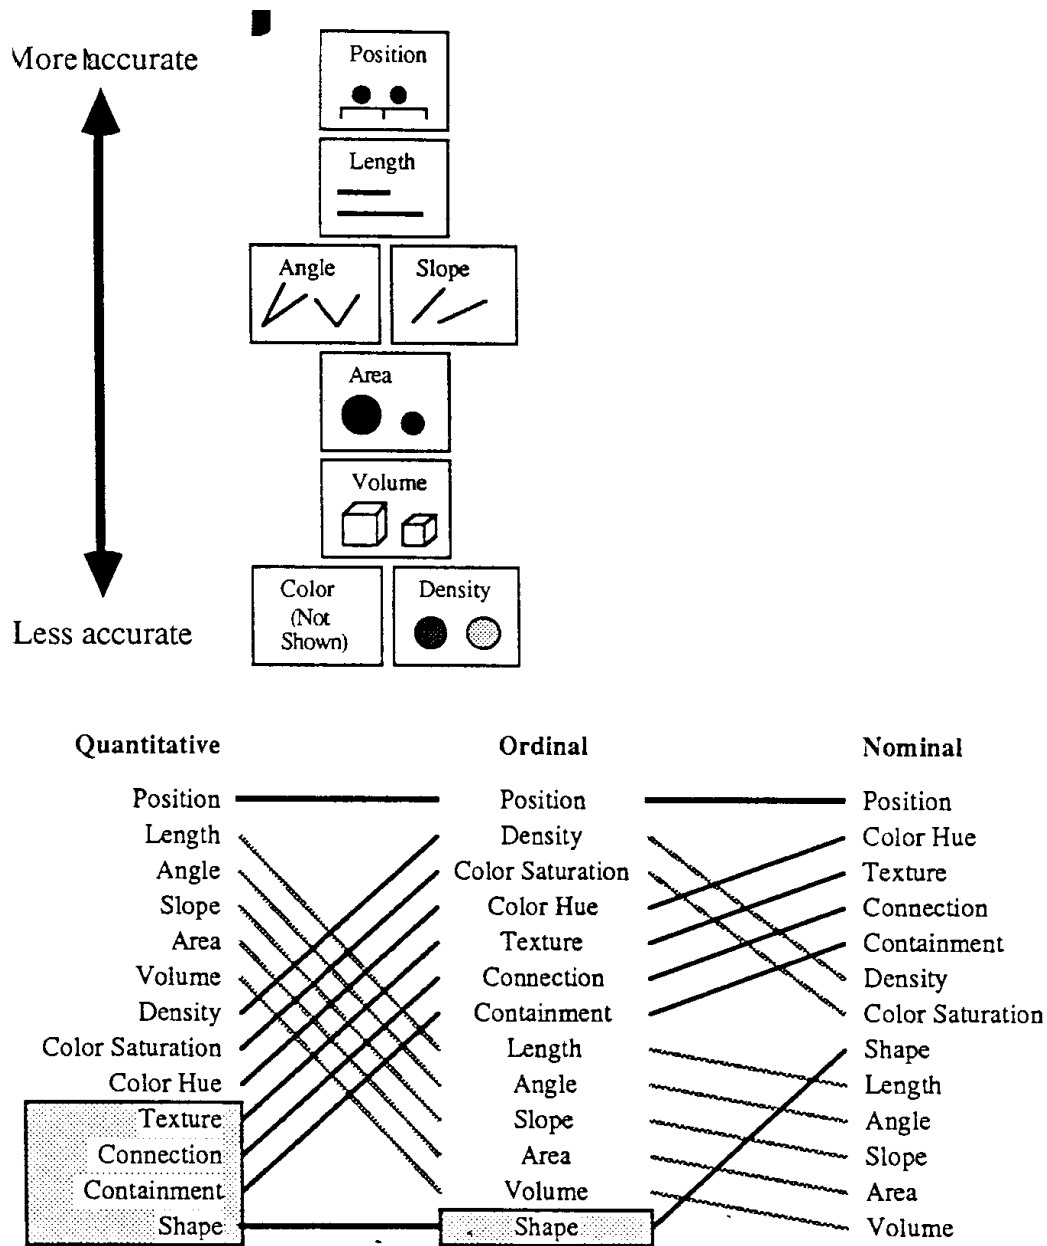 More accurate
Position
Length
Angle
Slope
Area
Volume
Color
(Not
Shown)
Density
Less accurate
Quantitative
Position
Length
Angle
Slope
Area
Volume
Density
Color Saturation
Color Hue
Texture
Connection
Containment
Shape
Ordinal
Position
Density
Color Saturation
Color Hue
Texture
Connection
Containment
Length
Angle
Slope
Area
Volume
Shape
Nominal
Position
Color Hue
Texture
Connection
Containment
Density
Color Saturation
Shape
Length
Angle
Slope
Area
Volume